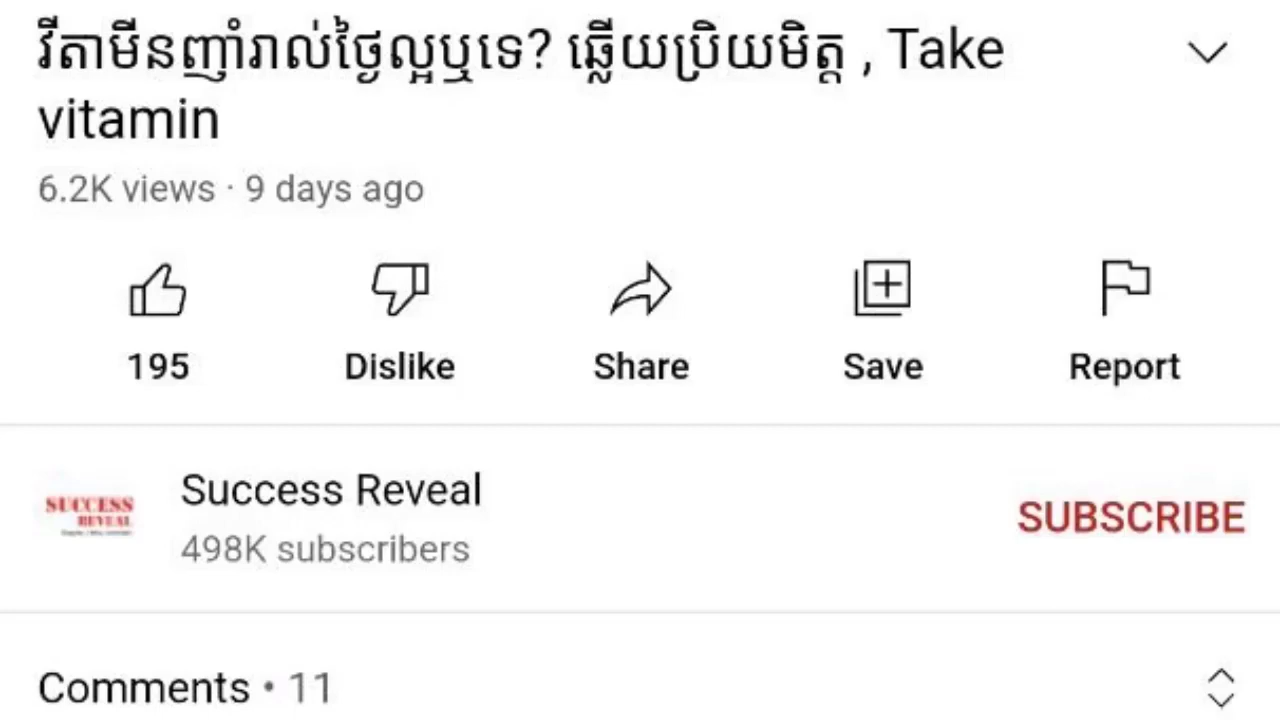 វីតាមីនញ៉ាំរាល់ថ្ងៃល្អឬទេ? ឆ្លើយប្រិយមិត្ត , Take
vitamin
6.2K views · 9 days ago
195 Dislike Share Save Report
SUCCESS
REVEAL
Success Reveal
498K subscribers
SUBSCRIBE
Comments • 11